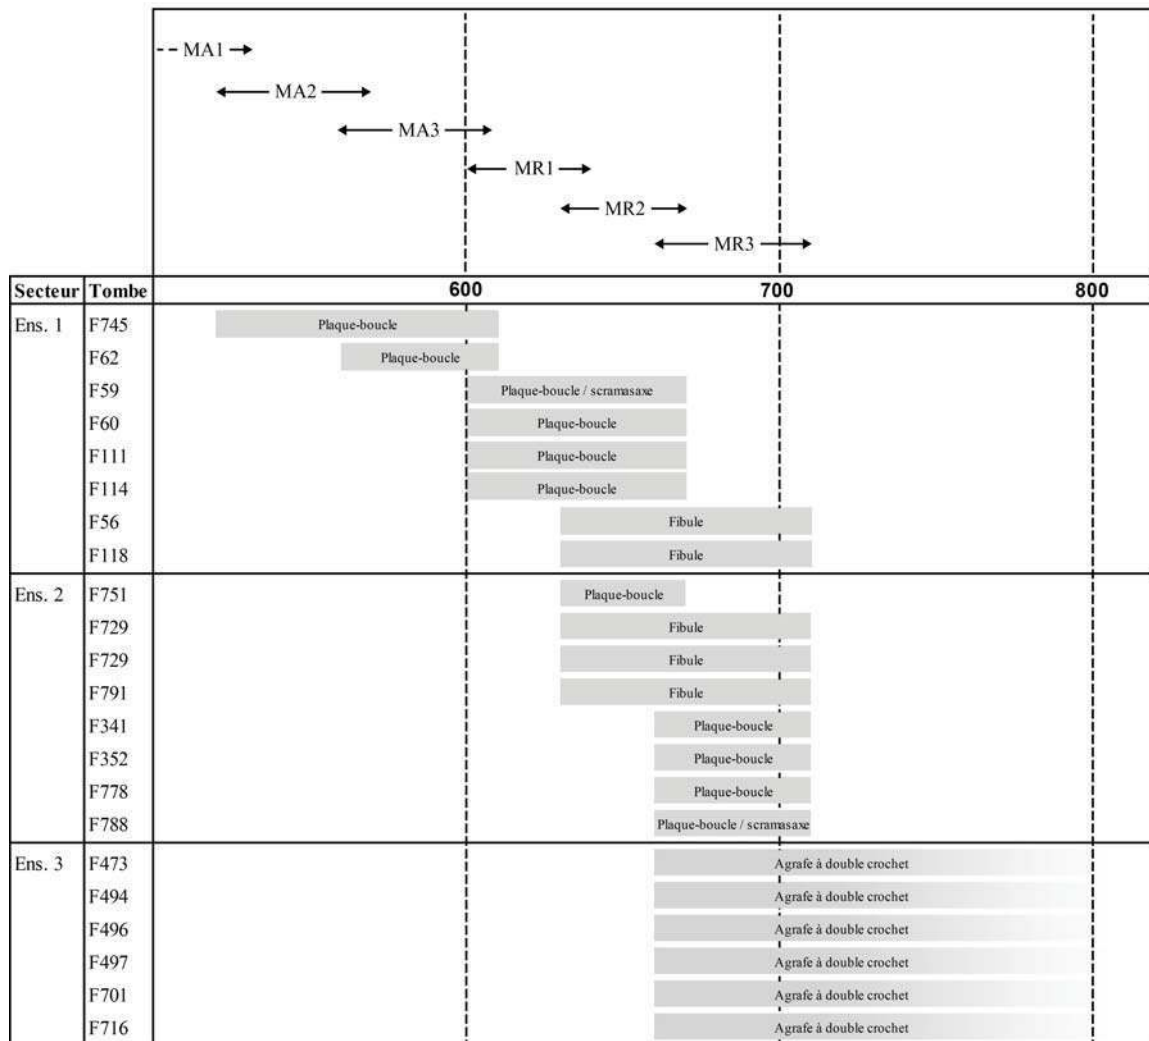 MA1
MA2
MA3
MR1
MR2
MR3
Secteur Tombe 600 700 800
Ens. 1 F745 Plaque-boucle
F62 Plaque-boucle
F59 Plaque-boucle / scramasaxe
F60 Plaque-boucle
F111 Plaque-boucle
F114 Plaque-boucle
F56 Fibule
F118 Fibule
Ens. 2 F751 Plaque-boucle
F729 Fibule
F729 Fibule
F791 Fibule
F341 Plaque-boucle
F352 Plaque-boucle
F778 Plaque-boucle
F788 Plaque-boucle / scramasaxe
Ens. 3 F473 Agrafe à double crochet
F494 Agrafe à double crochet
F496 Agrafe à double crochet
F497 Agrafe à double crochet
F701 Agrafe à double crochet
F716 Agrafe à double crochet